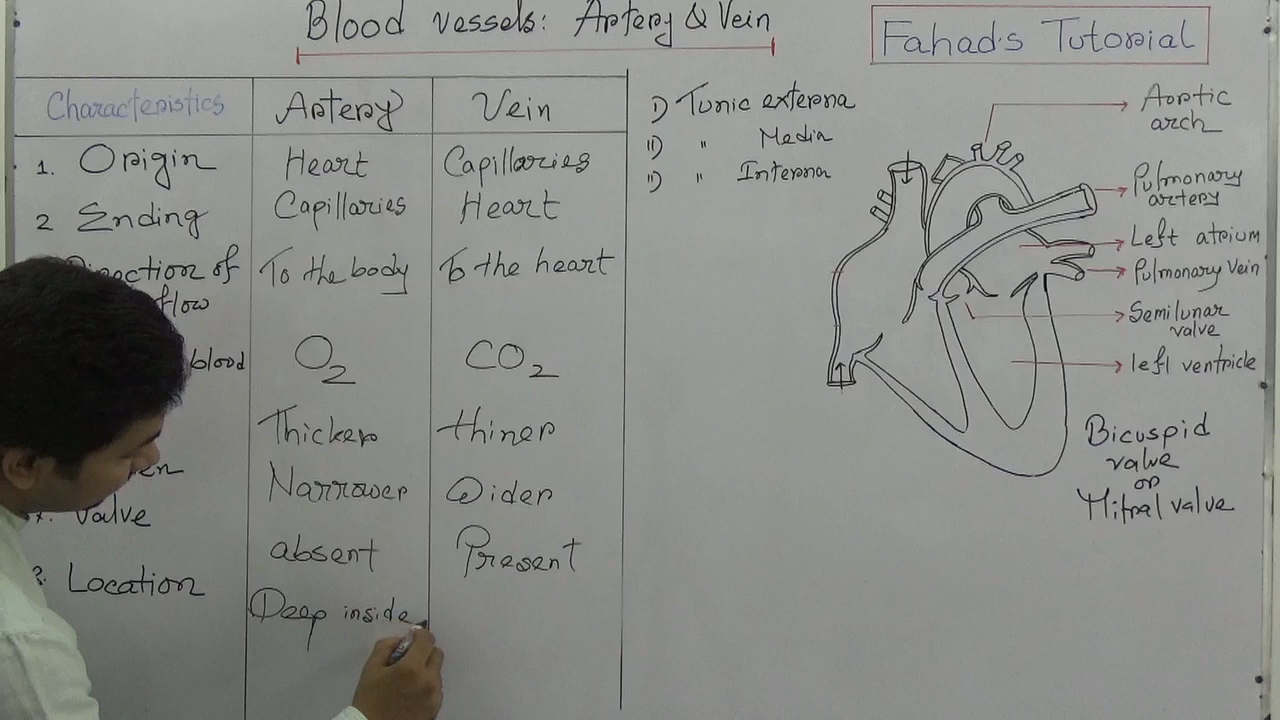 Blood vessels: Artery & Vein
Fahad's Tutorial
Characteristics Artery Vein
1. Origin Heart Capillaries
2 Ending Capillaries Heart
Direction of To the body To the heart
flow
blood O2 CO2
Thicker thiner
Narrower Wider
Valve absent Present
Location Deep inside
i) Tunic externa
ii) " Media
ii) " Interna
Aortic
arch
Pulmonary
artery
Left atrium
Pulmonary Vein
Semilunar
valve
left ventricle
Bicuspid
valve
or
Mitral valve